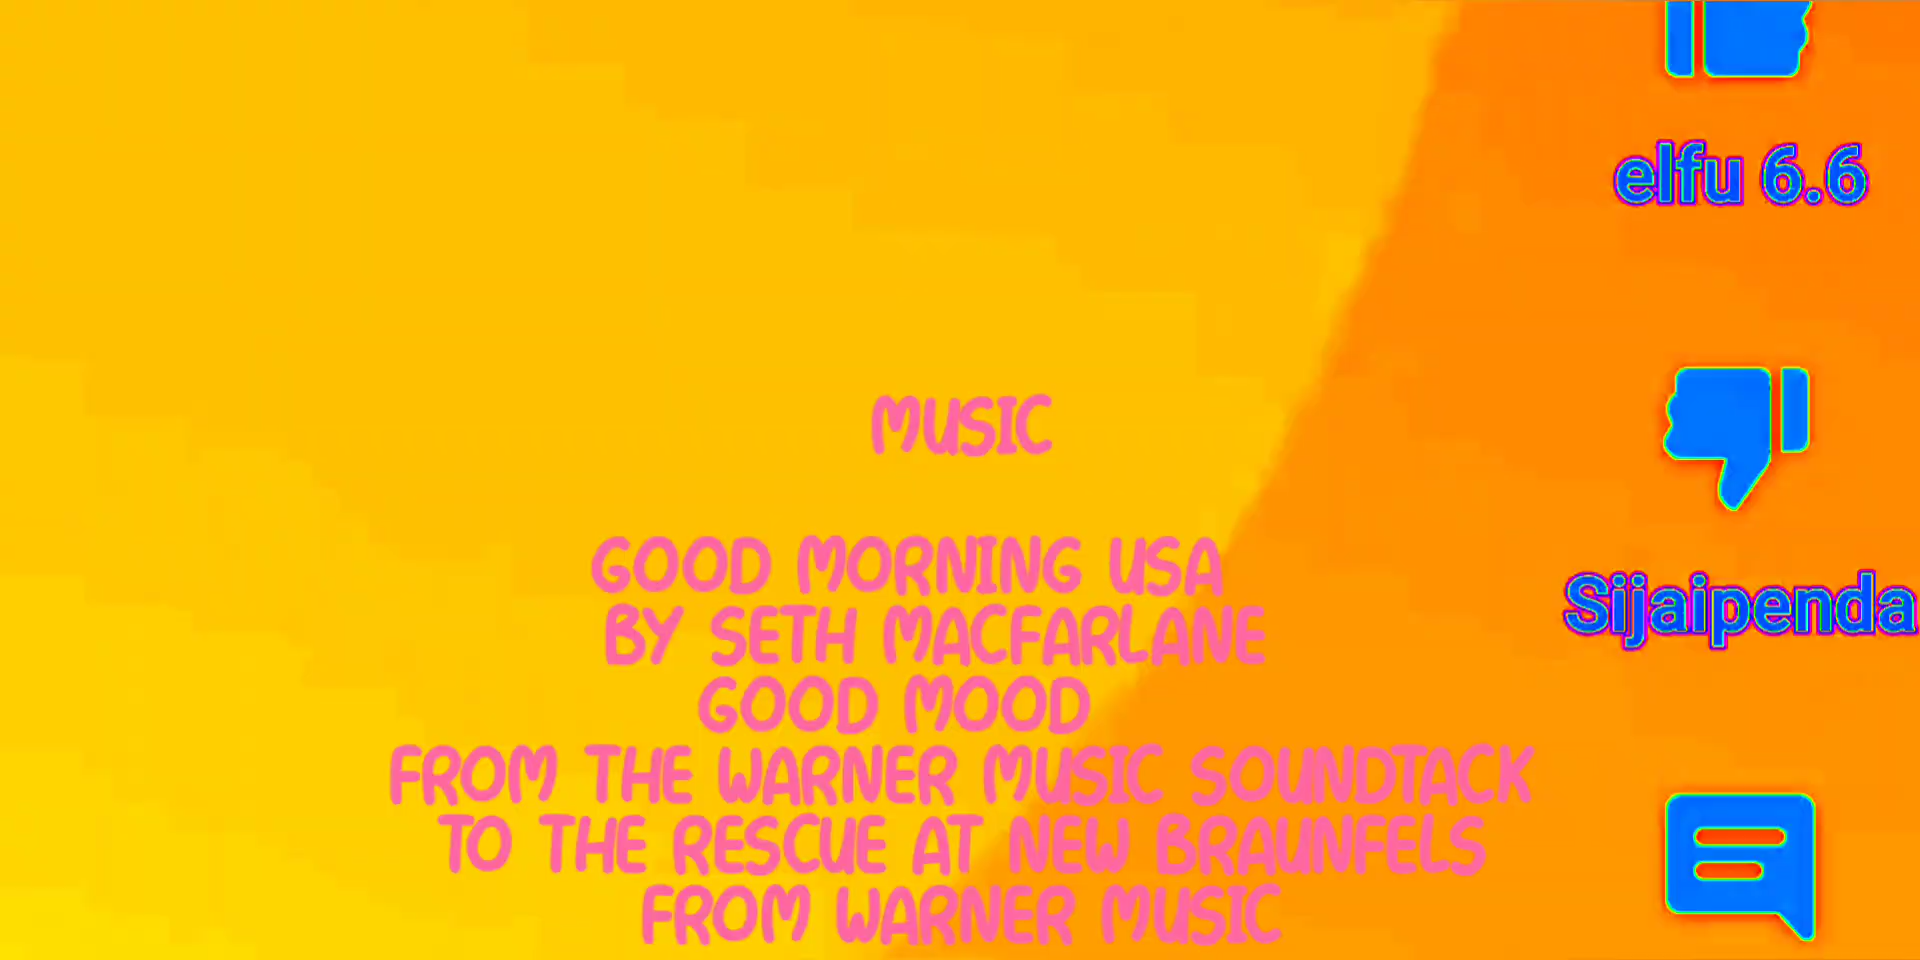 elfu 6.6
MUSIC
GOOD MORNING USA
BY SETH MACFARLANE
Sijaipenda
GOOD MOOD
FROM THE WARNER MUSIC SOUNDTACK
TO THE RESCUE AT NEW BRAUNFELS
FROM WARNER MUSIC